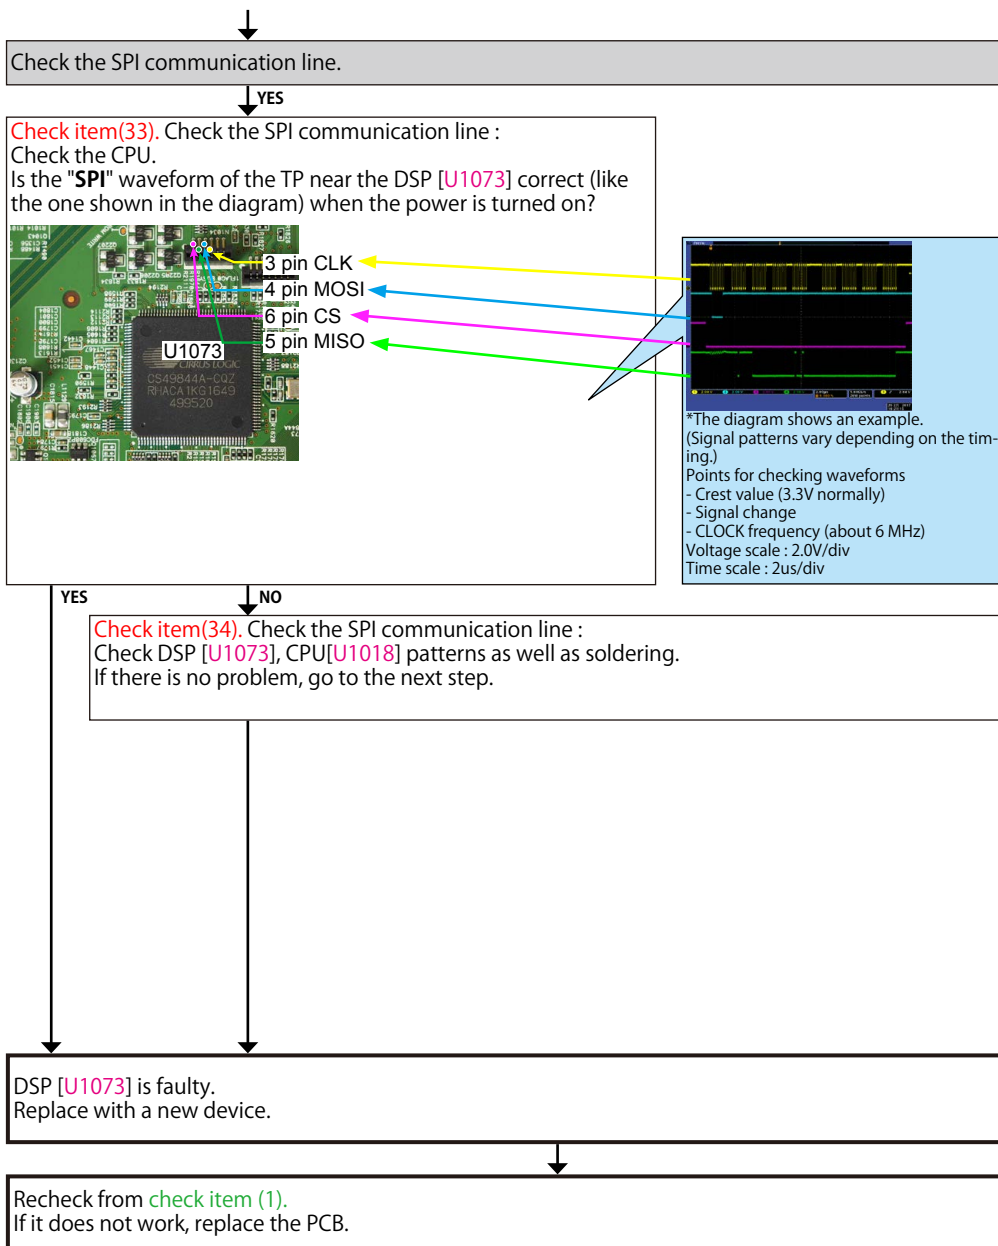 Check the SPI communication line.
YES
Check item(33). Check the SPI communication line :
Check the CPU.
Is the "SPI" waveform of the TP near the DSP [U1073] correct (like
the one shown in the diagram) when the power is turned on?
3 pin CLK
4 pin MOSI
6 pin CS
5 pin MISO
U1073
CIRRUS LOGIC
CS49844A-CQZ
RHACA1KG1649
499520
*The diagram shows an example.
(Signal patterns vary depending on the tim-
ing.)
Points for checking waveforms
- Crest value (3.3V normally)
- Signal change
- CLOCK frequency (about 6 MHz)
Voltage scale : 2.0V/div
Time scale : 2us/div
YES
NO
Check item(34). Check the SPI communication line :
Check DSP [U1073], CPU[U1018] patterns as well as soldering.
If there is no problem, go to the next step.
DSP [U1073] is faulty.
Replace with a new device.
Recheck from check item (1).
If it does not work, replace the PCB.